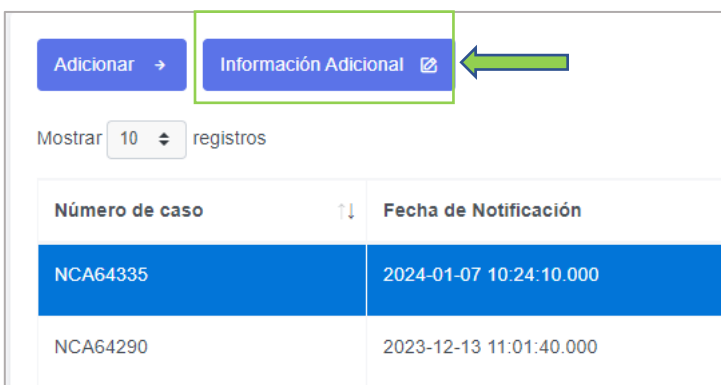 Adicionar
Información Adicional
Mostrar 10 registros
Número de caso Fecha de Notificación
NCA64335 2024-01-07 10:24:10.000
NCA64290 2023-12-13 11:01:40.000